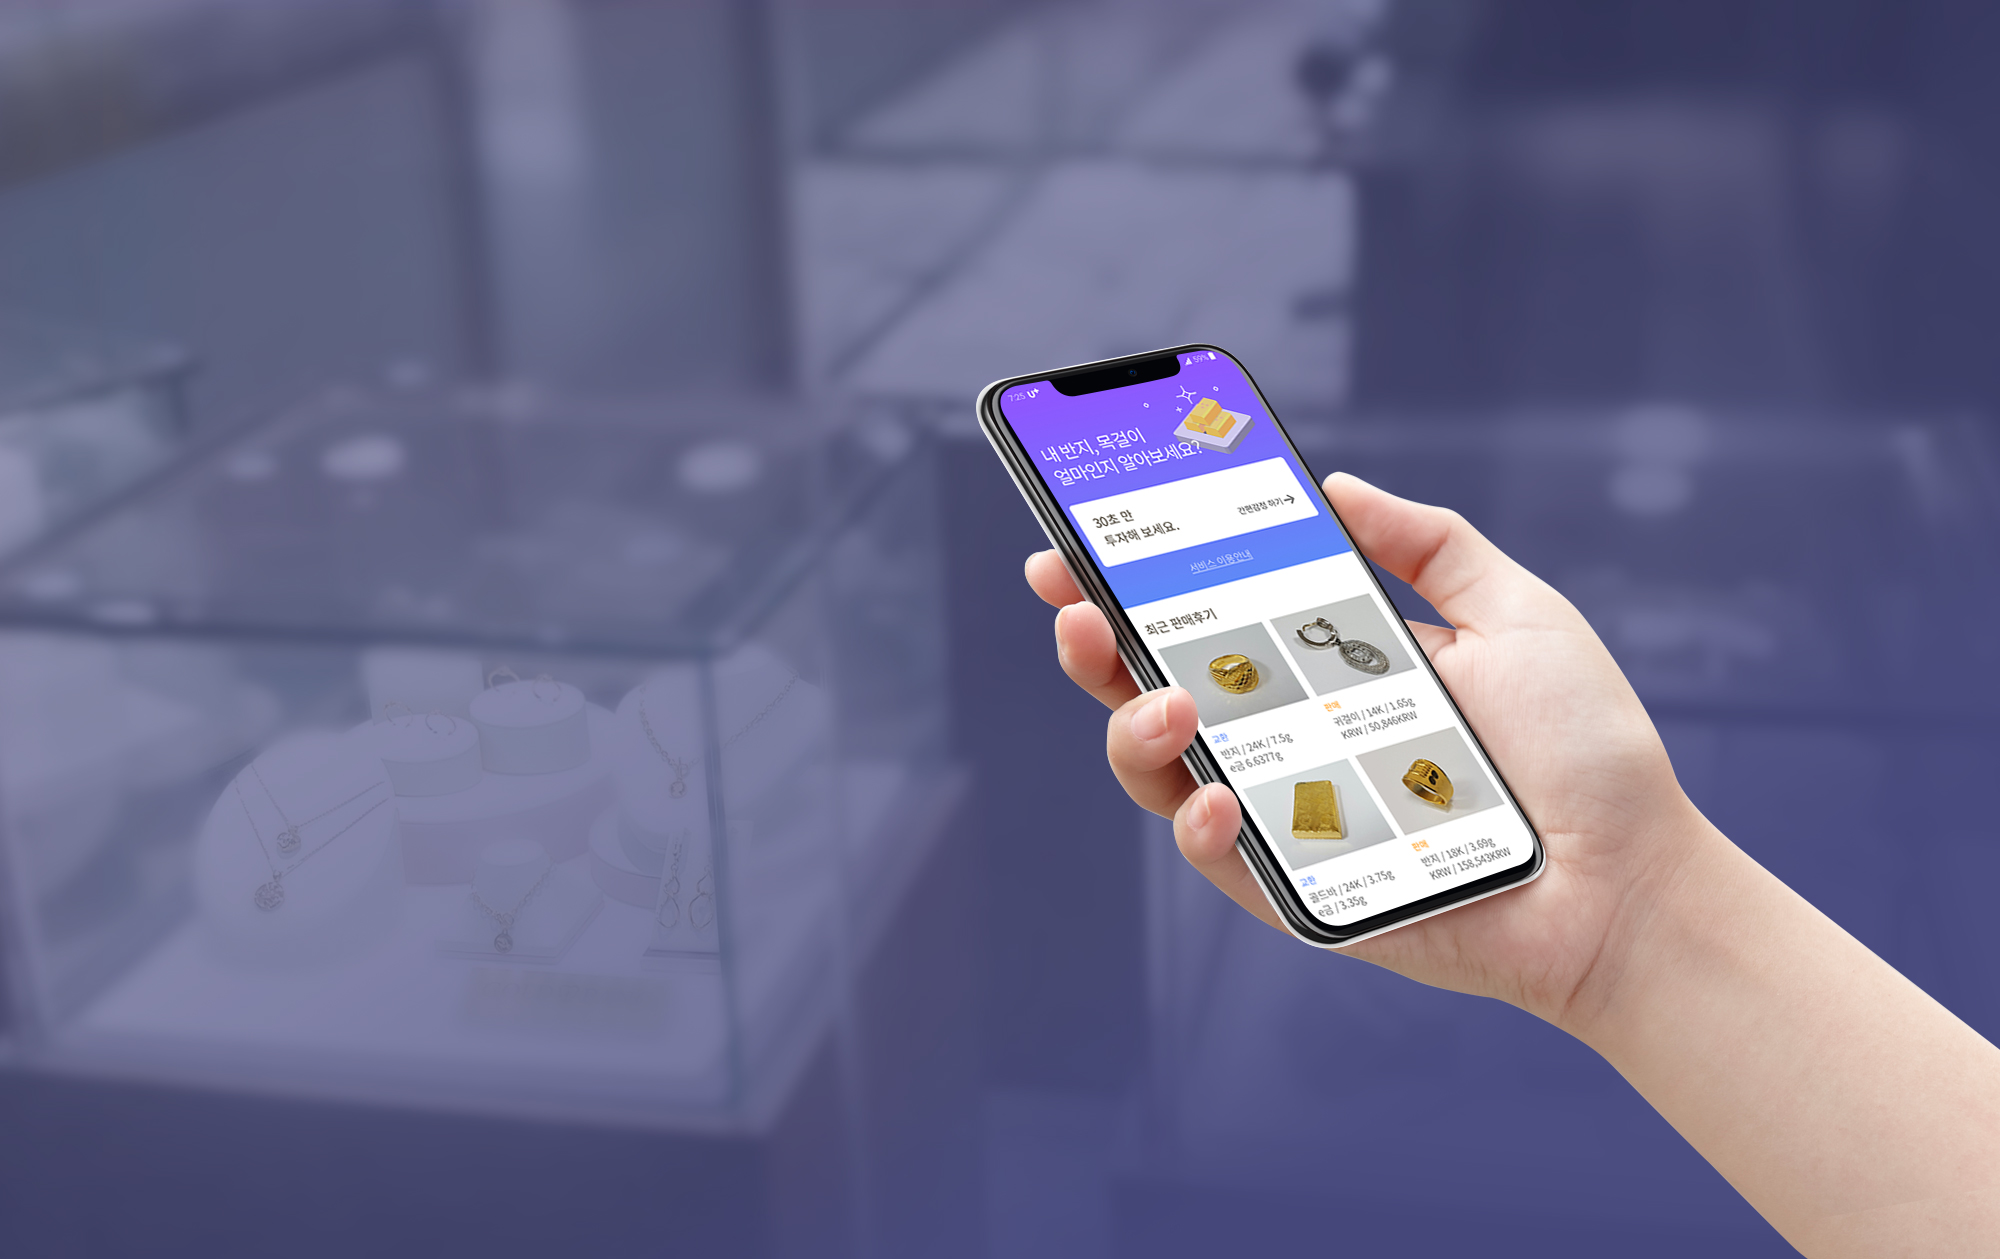 7:25 U+
59%
내 반지, 목걸이
얼마인지 알아보세요?
30초 만
투자해 보세요.
간편감정 하기
서비스 이용안내
최근 판매후기
교환
반지 / 24K / 7.5g
e금 6.6377g
판매
귀걸이 / 14K / 1.65g
KRW / 50,846KRW
교환
골드바 / 24K / 3.75g
e금 / 3.35g
판매
반지 / 18K / 3.69g
KRW / 158,543KRW